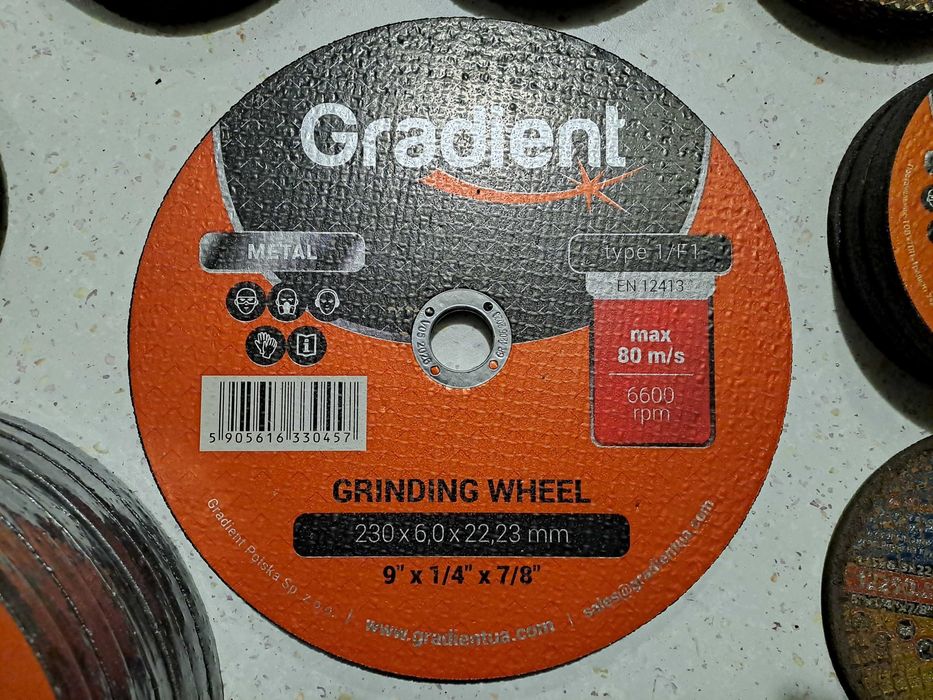 Gradient
METAL
type 1/F1
EN 12413
max
80 m/s
6600
rpm
5 905616 330457
GRINDING WHEEL
230 x 6,0 x 22,23 mm
9" x 1/4" x 7/8"
Gradient Polska Sp. z o.o. | www.gradientua.com | sales@gradientua.com